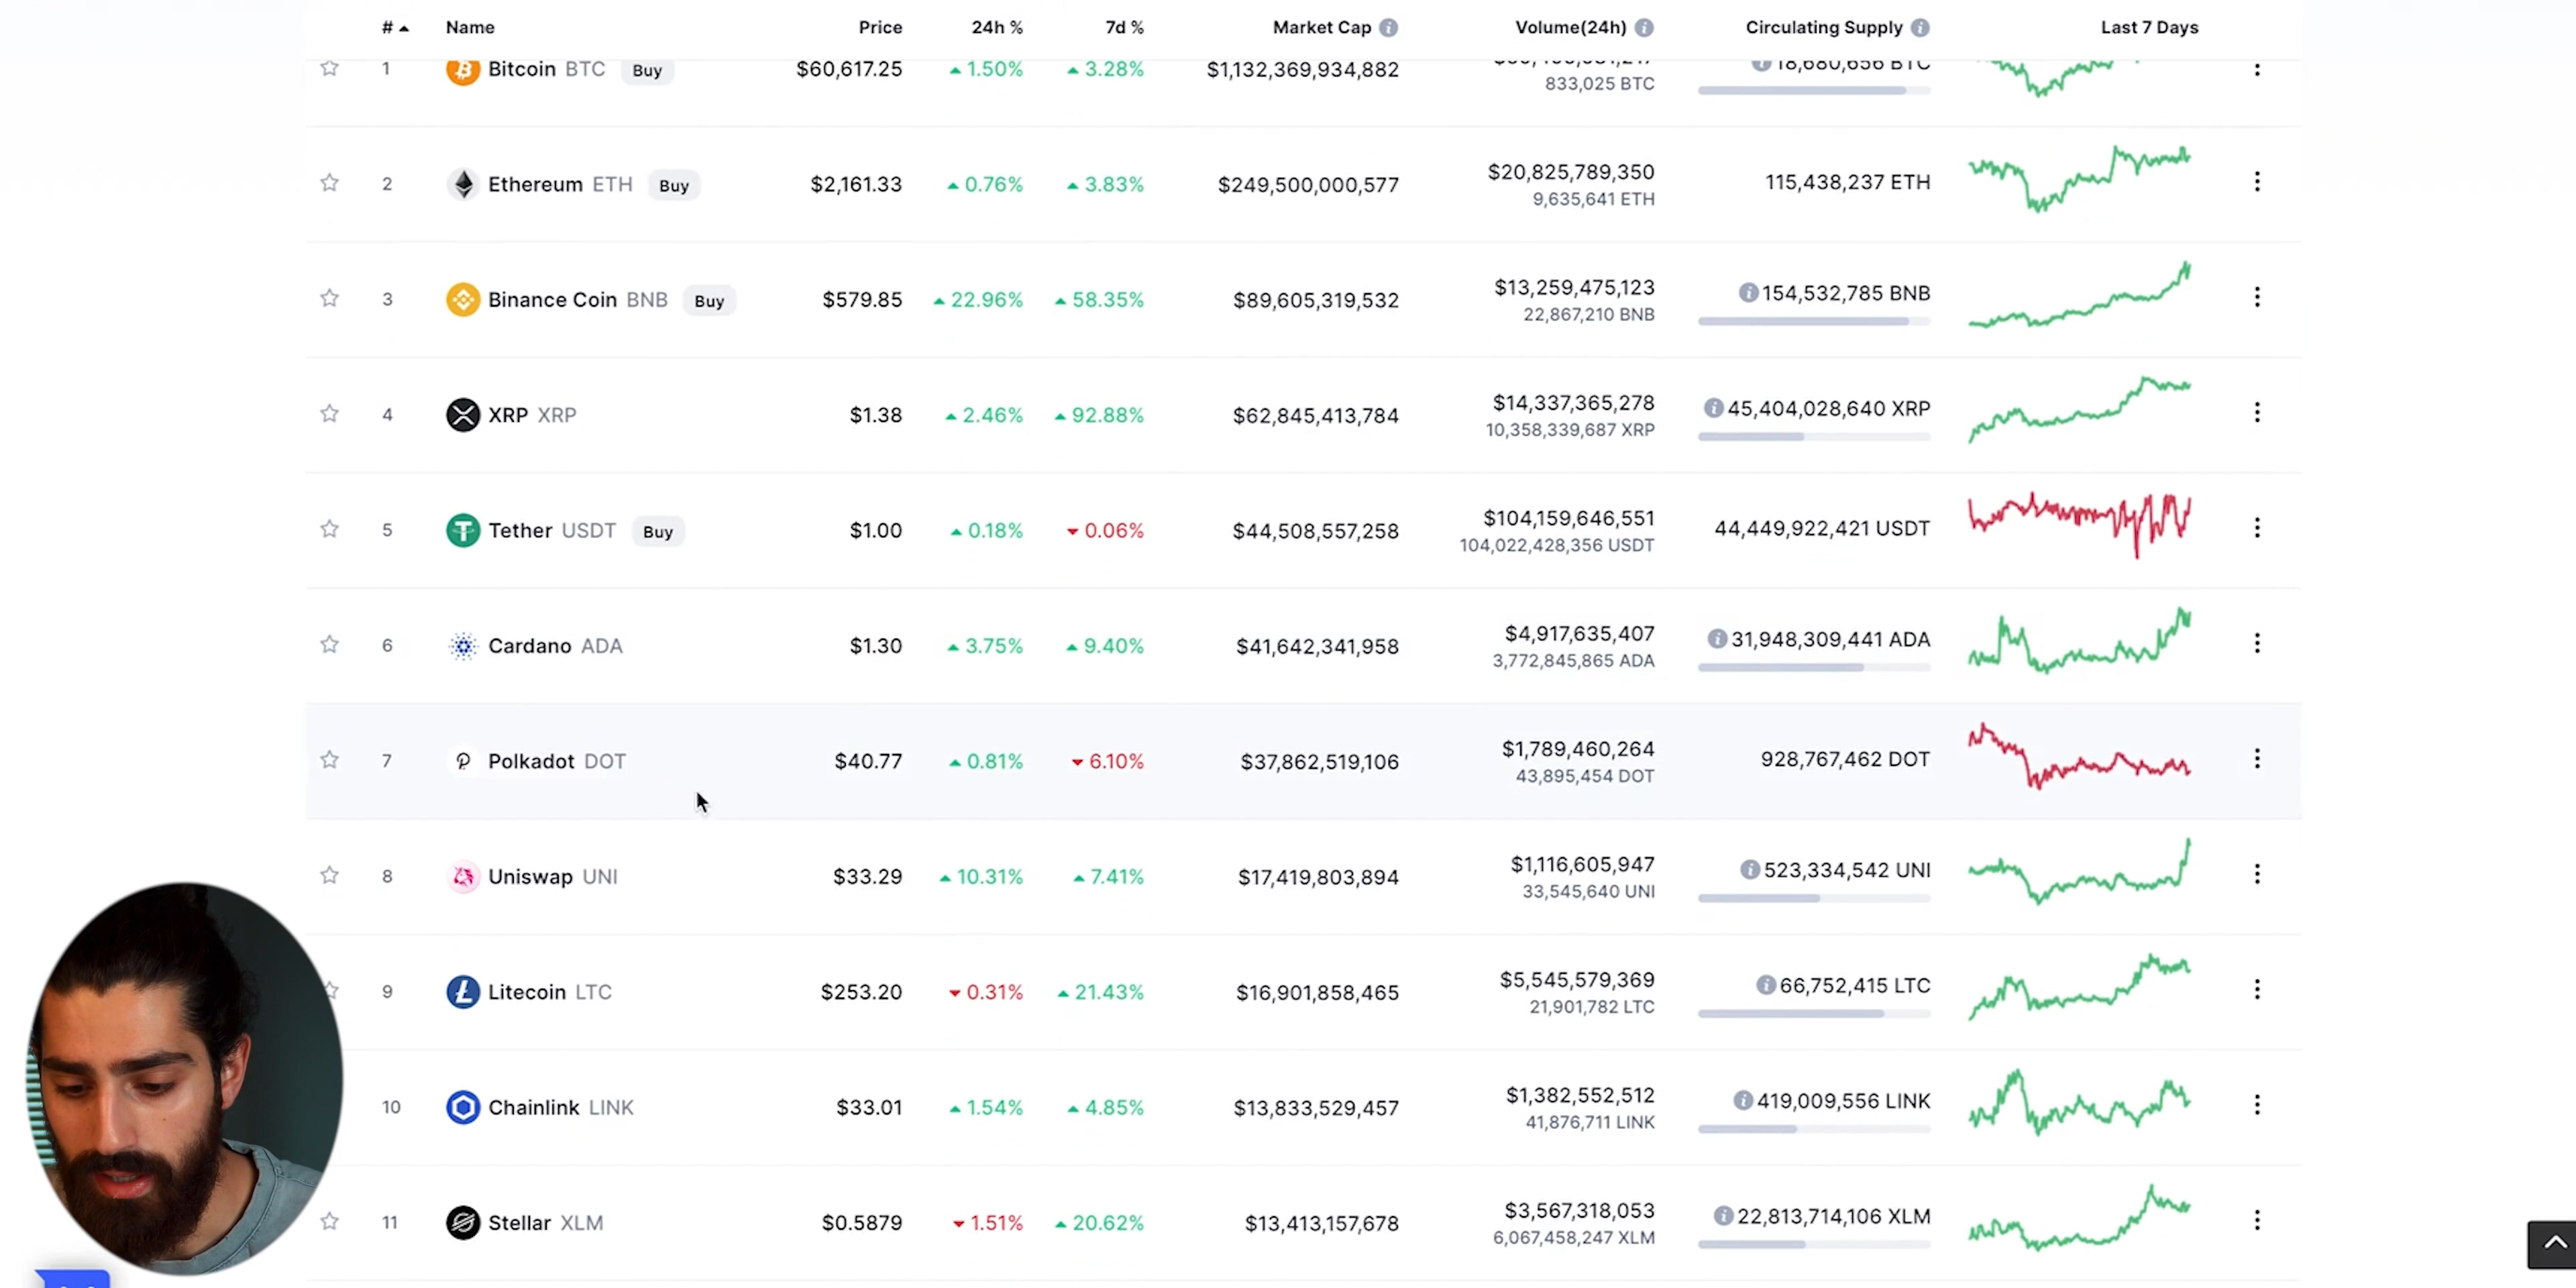 # Name Price 24h % 7d % Market Cap Volume(24h) Circulating Supply Last 7 Days
1 Bitcoin BTC Buy $60,617.25 1.50% 3.28% $1,132,369,934,882 18,680,656 BTC
833,025 BTC
2 Ethereum ETH Buy $2,161.33 0.76% 3.83% $249,500,000,577 $20,825,789,350 115,438,237 ETH
9,635,641 ETH
3 Binance Coin BNB Buy $579.85 22.96% 58.35% $89,605,319,532 $13,259,475,123 154,532,785 BNB
22,867,210 BNB
4 XRP XRP $1.38 2.46% 92.88% $62,845,413,784 $14,337,365,278 45,404,028,640 XRP
10,358,339,687 XRP
5 Tether USDT Buy $1.00 0.18% 0.06% $44,508,557,258 $104,159,646,551 44,449,922,421 USDT
104,022,428,356 USDT
6 Cardano ADA $1.30 3.75% 9.40% $41,642,341,958 $4,917,635,407 31,948,309,441 ADA
3,772,845,865 ADA
7 Polkadot DOT $40.77 0.81% 6.10% $37,862,519,106 $1,789,460,264 928,767,462 DOT
43,895,454 DOT
8 Uniswap UNI $33.29 10.31% 7.41% $17,419,803,894 $1,116,605,947 523,334,542 UNI
33,545,640 UNI
9 Litecoin LTC $253.20 0.31% 21.43% $16,901,858,465 $5,545,579,369 66,752,415 LTC
21,901,782 LTC
10 Chainlink LINK $33.01 1.54% 4.85% $13,833,529,457 $1,382,552,512 419,009,556 LINK
41,876,711 LINK
11 Stellar XLM $0.5879 1.51% 20.62% $13,413,157,678 $3,567,318,053 22,813,714,106 XLM
6,067,458,247 XLM